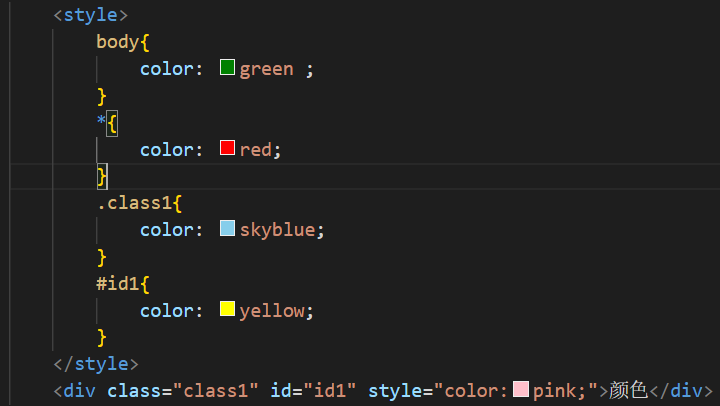 <style>
body{
color: green ;
}
*{
color: red;
}
.class1{
color: skyblue;
}
#id1{
color: yellow;
}
</style>
<div class="class1" id="id1" style="color:pink;">颜色</div>